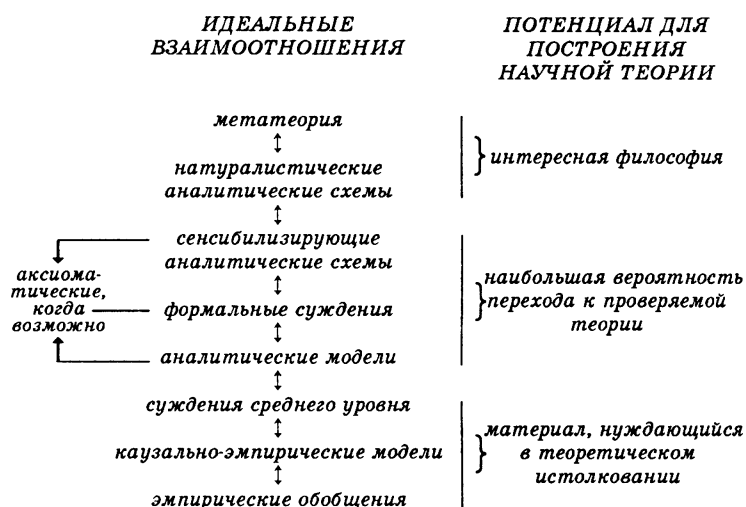 ИДЕАЛЬНЫЕ
ВЗАИМООТНОШЕНИЯ
ПОТЕНЦИАЛ ДЛЯ
ПОСТРОЕНИЯ
НАУЧНОЙ ТЕОРИИ
метатеория
натуралистические
аналитические схемы
интересная философия
сенсибилизирующие
аналитические схемы
аксиома-
тические,
когда
возможно
формальные суждения
аналитические модели
наибольшая вероятность
перехода к проверяемой
теории
суждения среднего уровня
каузально-эмпирические модели
эмпирические обобщения
материал, нуждающийся
в теоретическом
истолковании